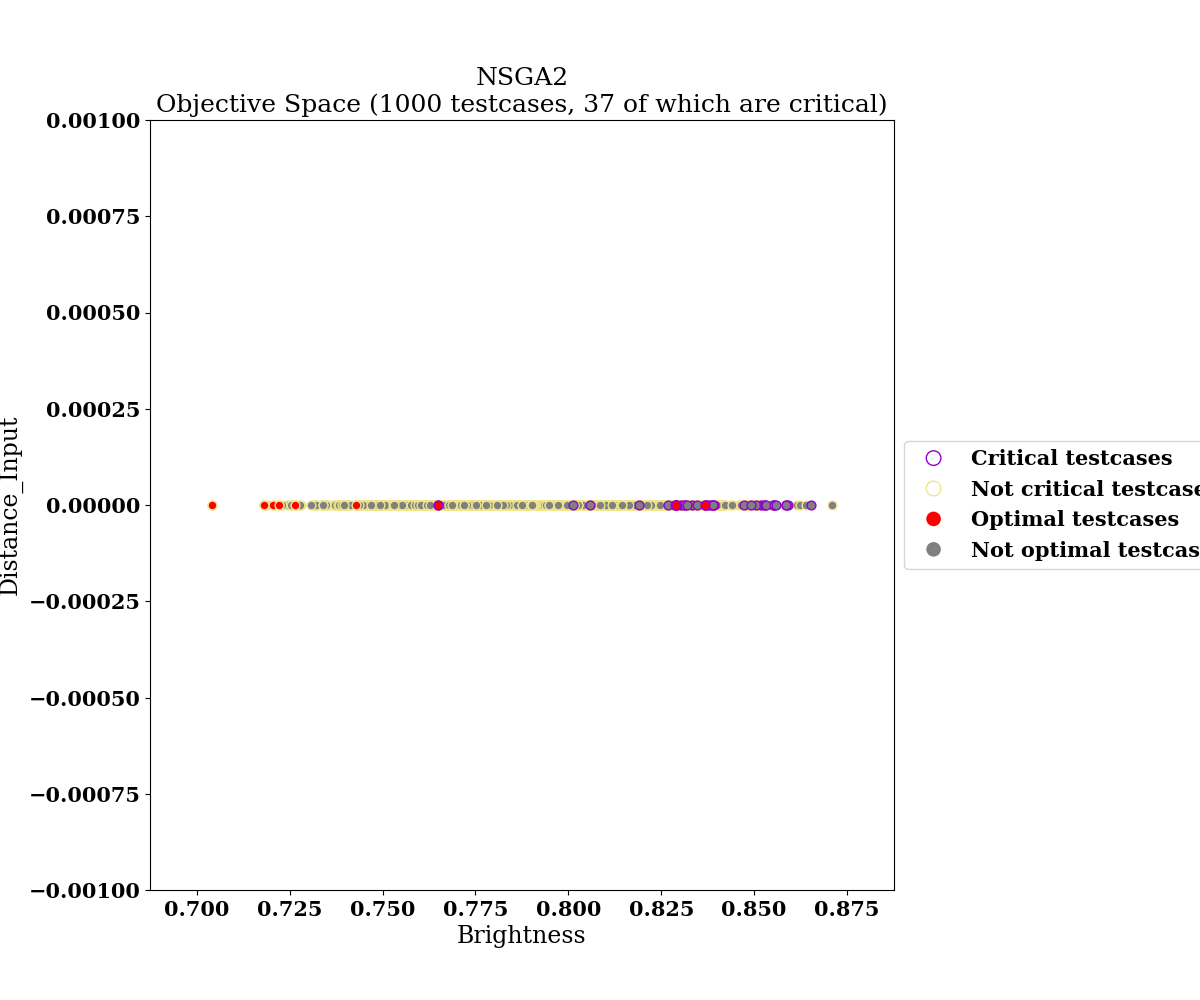 NSGA2
Objective Space (1000 testcases, 37 of which are critical)
0.00100
0.00075
0.00050
0.00025
0.00000
−0.00025
−0.00050
−0.00075
−0.00100
Distance_Input
0.700 0.725 0.750 0.775 0.800 0.825 0.850 0.875
Brightness
Critical testcases
Not critical testcase
Optimal testcases
Not optimal testcas